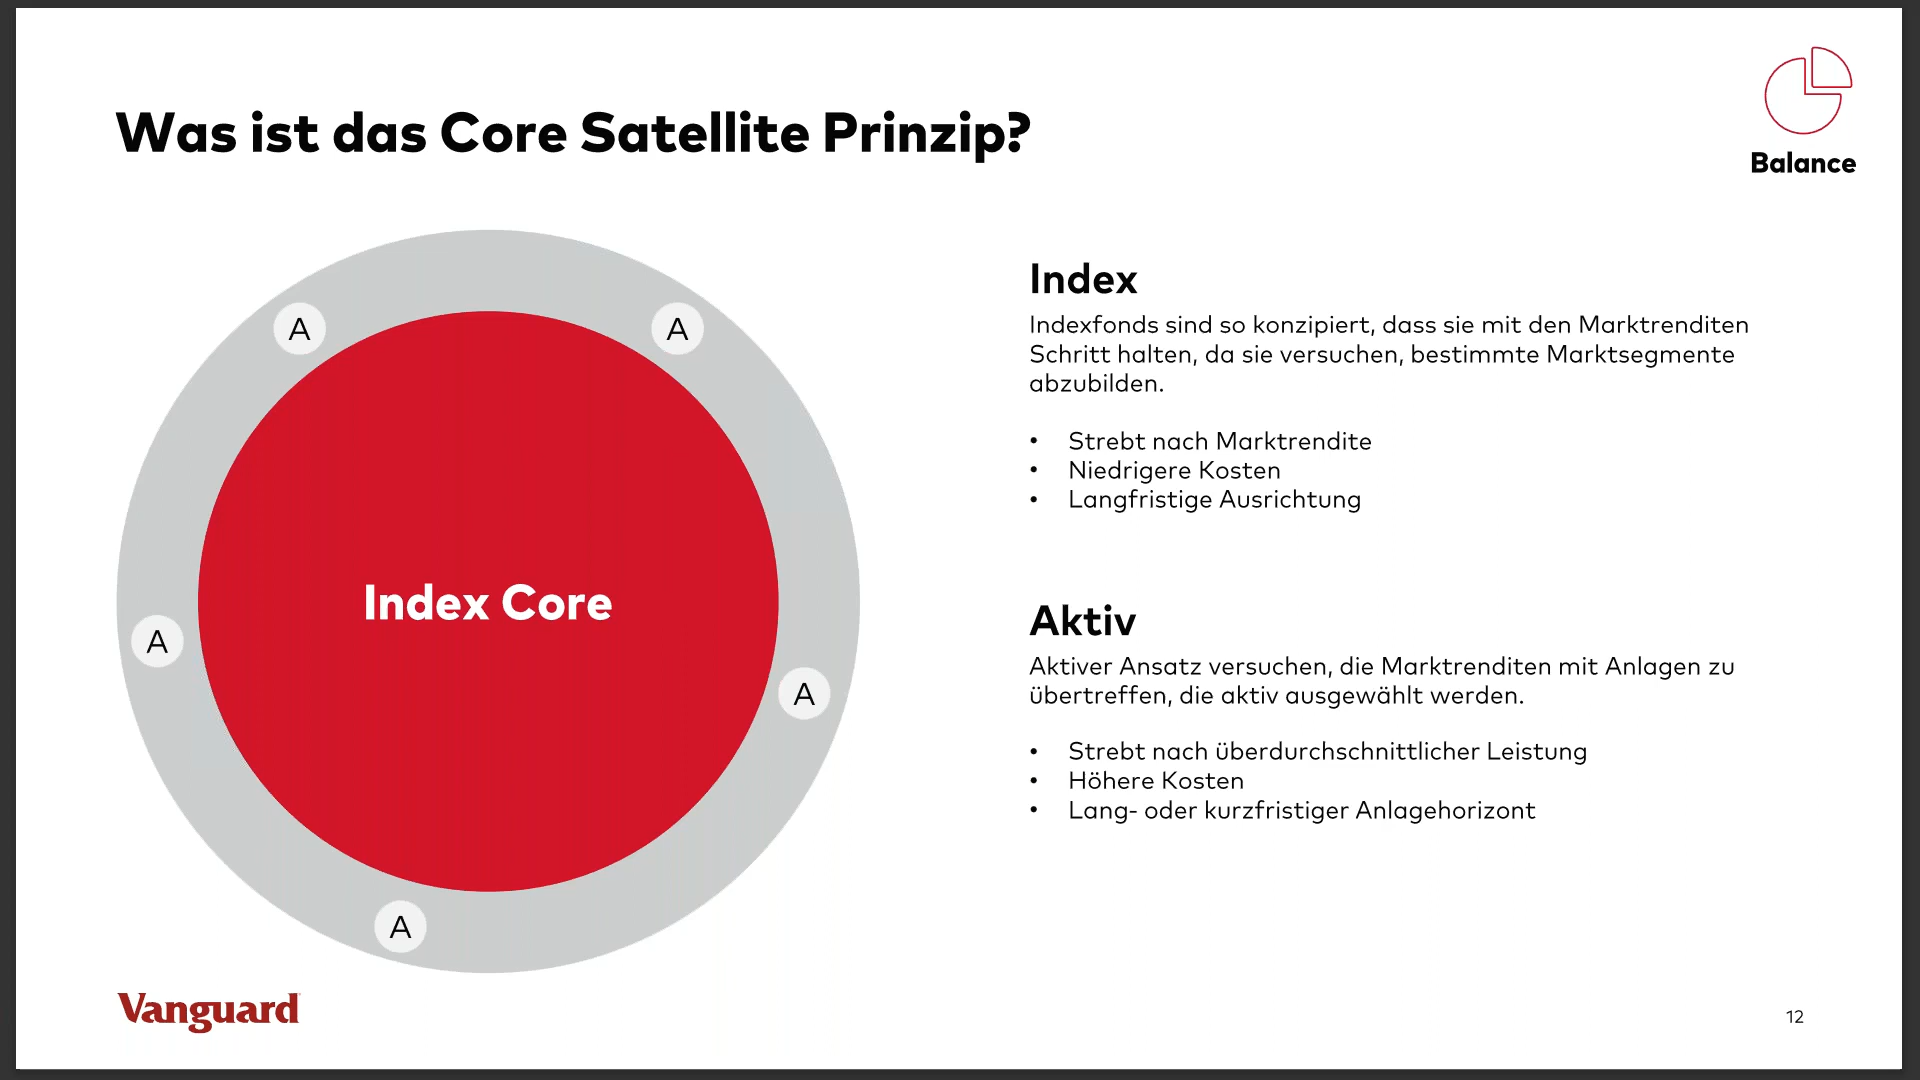 Was ist das Core Satellite Prinzip?
Balance
A
A
Index Core
A
A
A
Index
Indexfonds sind so konzipiert, dass sie mit den Marktrenditen
Schritt halten, da sie versuchen, bestimmte Marktsegmente
abzubilden.
• Strebt nach Marktrendite
• Niedrigere Kosten
• Langfristige Ausrichtung
Aktiv
Aktiver Ansatz versuchen, die Marktrenditen mit Anlagen zu
übertreffen, die aktiv ausgewählt werden.
• Strebt nach überdurchschnittlicher Leistung
• Höhere Kosten
• Lang- oder kurzfristiger Anlagehorizont
Vanguard
12